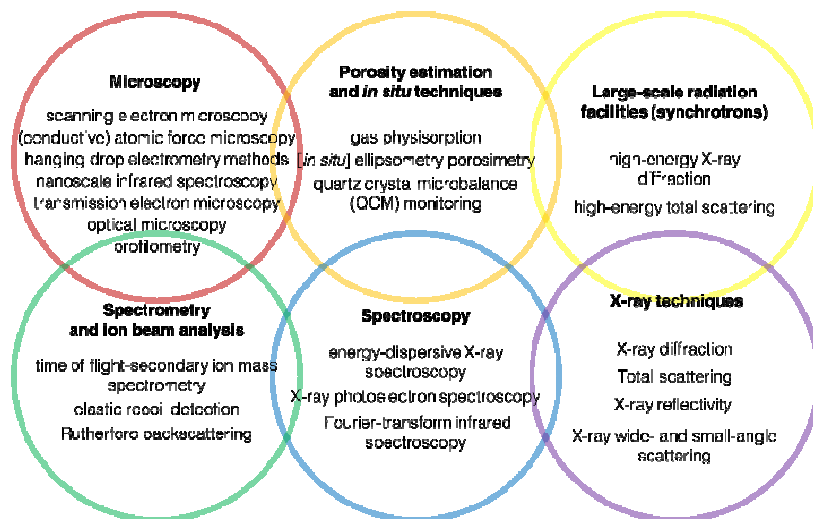 Microscopy
scanning electron microscopy
(conductive) atomic force microscopy
hanging drop electrometry methods
nanoscale infrared spectroscopy
transmission electron microscopy
optical microscopy
profilometry
Porosity estimation
and in situ techniques
gas physisorption
[in situ] ellipsometry porosimetry
quartz crystal microbalance
(QCM) monitoring
Large-scale radiation
facilities (synchrotrons)
high-energy X-ray
diffraction
high-energy total scattering
Spectrometry
and ion beam analysis
time of flight-secondary ion mass
spectrometry
elastic recoil detection
Rutherford backscattering
Spectroscopy
energy-dispersive X-ray
spectroscopy
X-ray photoelectron spectroscopy
Fourier-transform infrared
spectroscopy
X-ray techniques
X-ray diffraction
Total scattering
X-ray reflectivity
X-ray wide- and small-angle
scattering